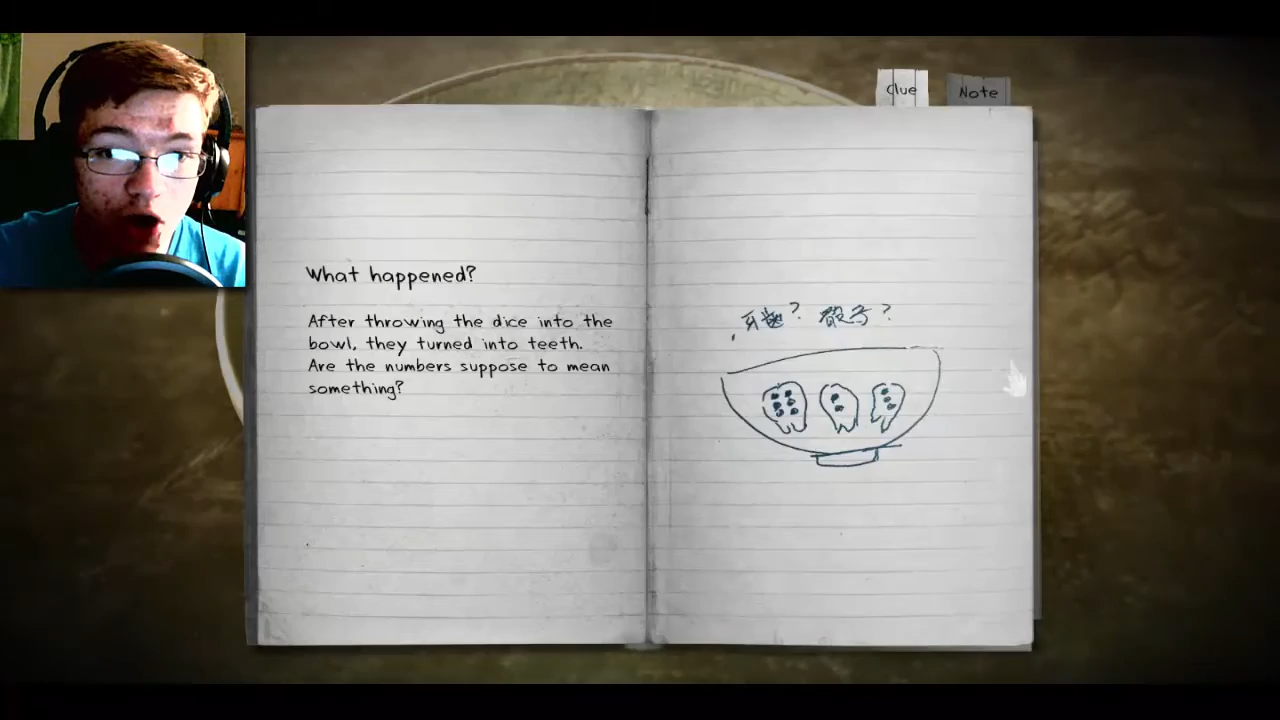 Clue
Note
What happened?
After throwing the dice into the
bowl, they turned into teeth.
Are the numbers suppose to mean
something?
牙齒? 骰子?